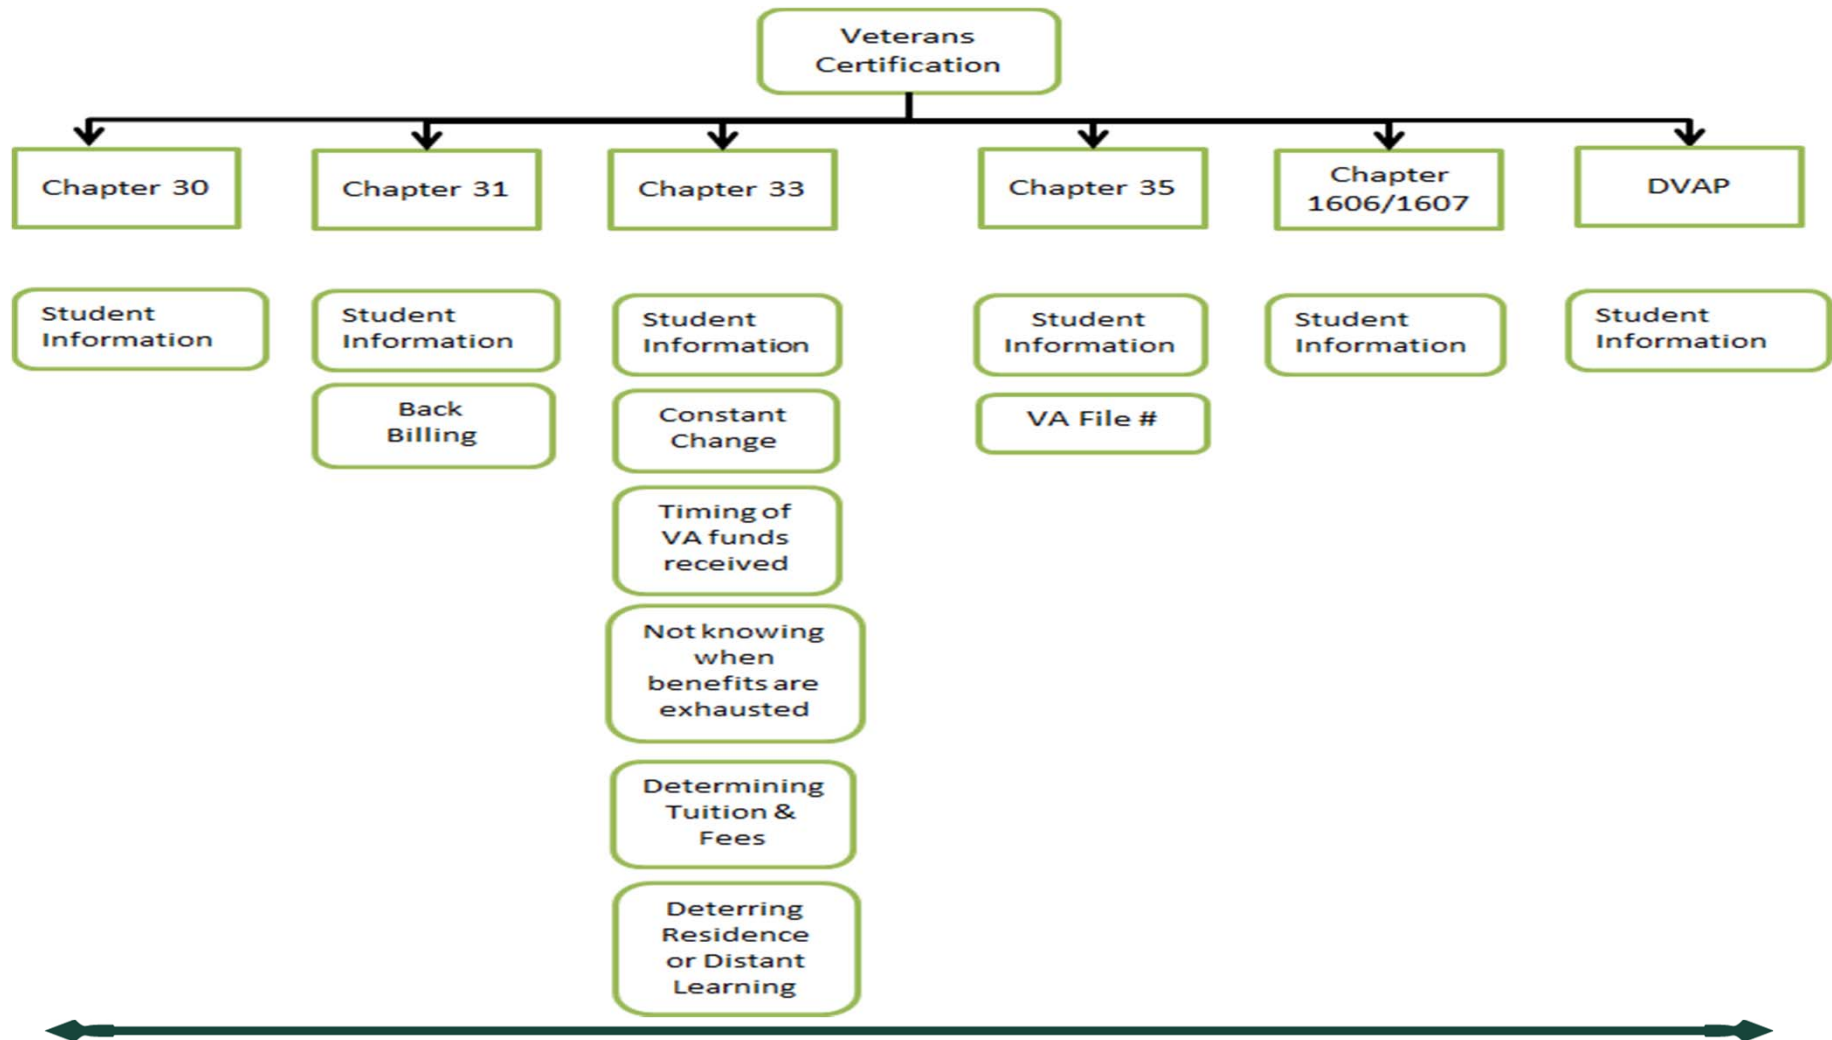 Veterans
Certification
Chapter 30
Chapter 31
Chapter 33
Chapter 35
Chapter
1606/1607
DVAP
Student
Information
Student
Information
Back
Billing
Student
Information
Constant
Change
Timing of
VA funds
received
Not knowing
when
benefits are
exhausted
Determining
Tuition &
Fees
Deterring
Residence
or Distant
Learning
Student
Information
VA File #
Student
Information
Student
Information